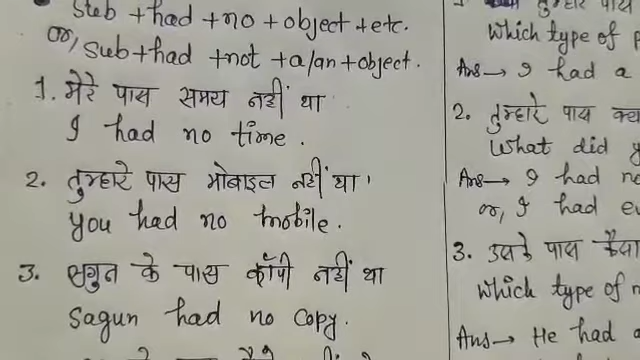 Sub + had + no + object + etc.
or, Sub + had + not + a/an + object.
1. मेरे पास समय नहीं था
I had no time.
2. तुम्हारे पास मोबाइल नहीं था।
You had no mobile.
3. सगुन के पास कॉपी नहीं था
Sagun had no copy.
तुम्हारे पास
Which type of
Ans → I had a
2. तुम्हारे पास
What did
Ans → I had
or, I had
3. उसके पास कैसा
Which type of
Ans → He had